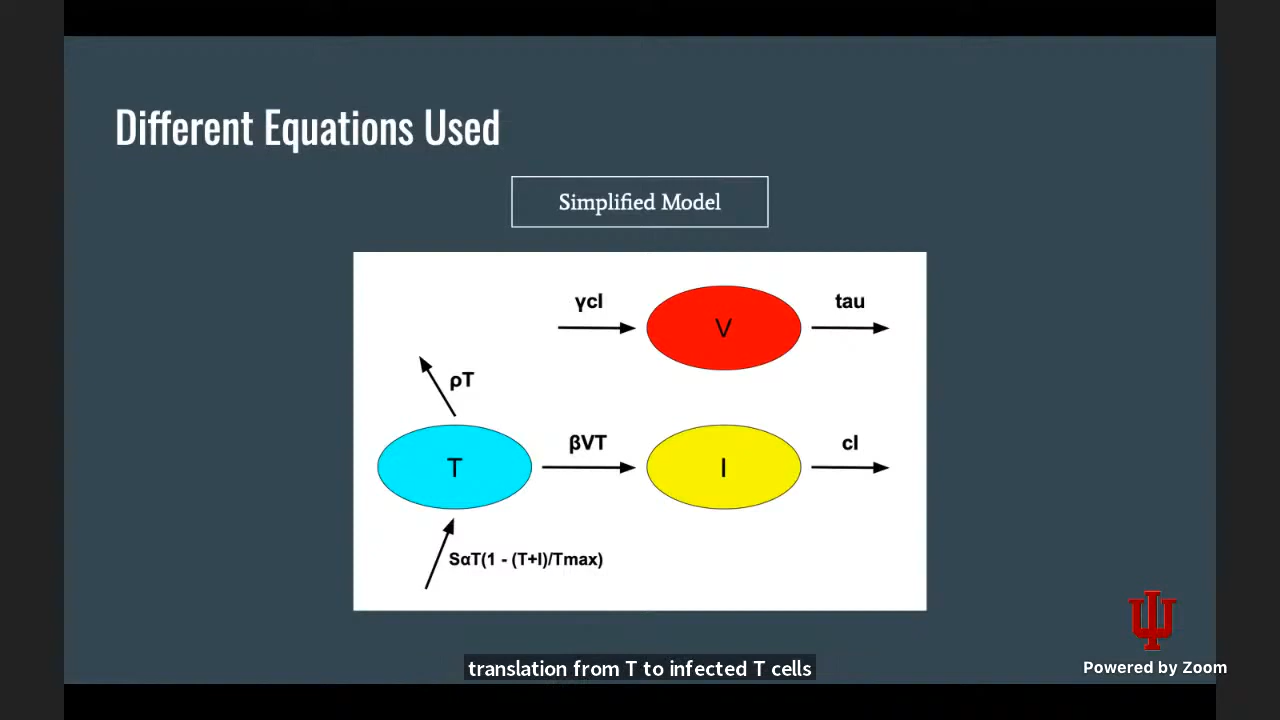 Different Equations Used
Simplified Model
γcI
V
tau
ρT
T
βVT
I
cI
SαT(1 - (T+I)/Tmax)
translation from T to infected T cells
Powered by Zoom